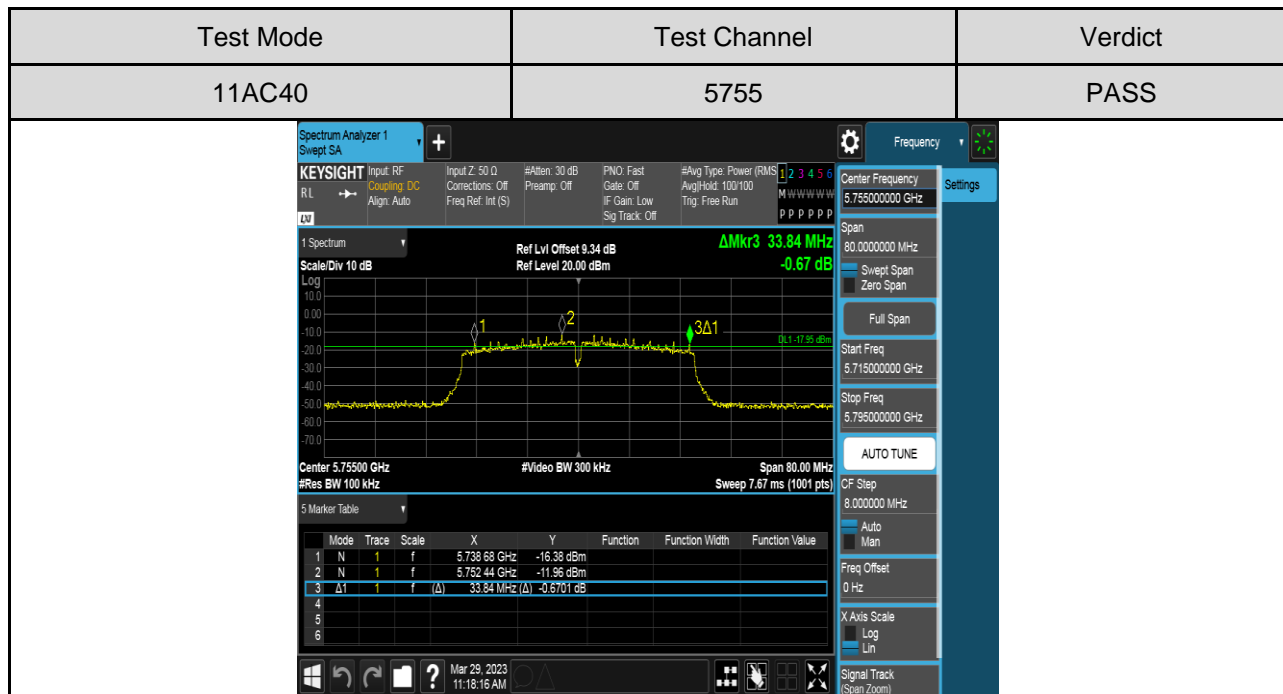 Test Mode Test Channel Verdict
11AC40 5755 PASS
Spectrum Analyzer 1
Swept SA
+
Frequency
KEYSIGHT Input: RF Input Z: 50 Ω #Atten: 30 dB PNO: Fast #Avg Type: Power (RMS 1 2 3 4 5 6
RL Coupling: DC Corrections: Off Preamp: Off Gate: Off Avg|Hold: 100/100 M W W W W W
Align: Auto Freq Ref: Int (S) IF Gain: Low Trig: Free Run
LXI Sig Track: Off P P P P P P
1 Spectrum
Ref Lvl Offset 9.34 dB ΔMkr3 33.84 MHz
Scale/Div 10 dB Ref Level 20.00 dBm -0.67 dB
Log
10.0
0.00
-10.0
-20.0
-30.0
-40.0
-50.0
-60.0
-70.0
1
2
3Δ1
DL1 -17.95 dBm
Center 5.75500 GHz #Video BW 300 kHz Span 80.00 MHz
#Res BW 100 kHz Sweep 7.67 ms (1001 pts)
5 Marker Table
Mode Trace Scale X Y Function Function Width Function Value
1 N 1 f 5.738 68 GHz -16.38 dBm
2 N 1 f 5.752 44 GHz -11.96 dBm
3 Δ1 1 f (Δ) 33.84 MHz (Δ) -0.6701 dB
4
5
6
?
Mar 29, 2023
11:18:16 AM
Center Frequency
5.755000000 GHz
Settings
Span
80.0000000 MHz
Swept Span
Zero Span
Full Span
Start Freq
5.715000000 GHz
Stop Freq
5.795000000 GHz
AUTO TUNE
CF Step
8.000000 MHz
Auto
Man
Freq Offset
0 Hz
X Axis Scale
Log
Lin
Signal Track
(Span Zoom)